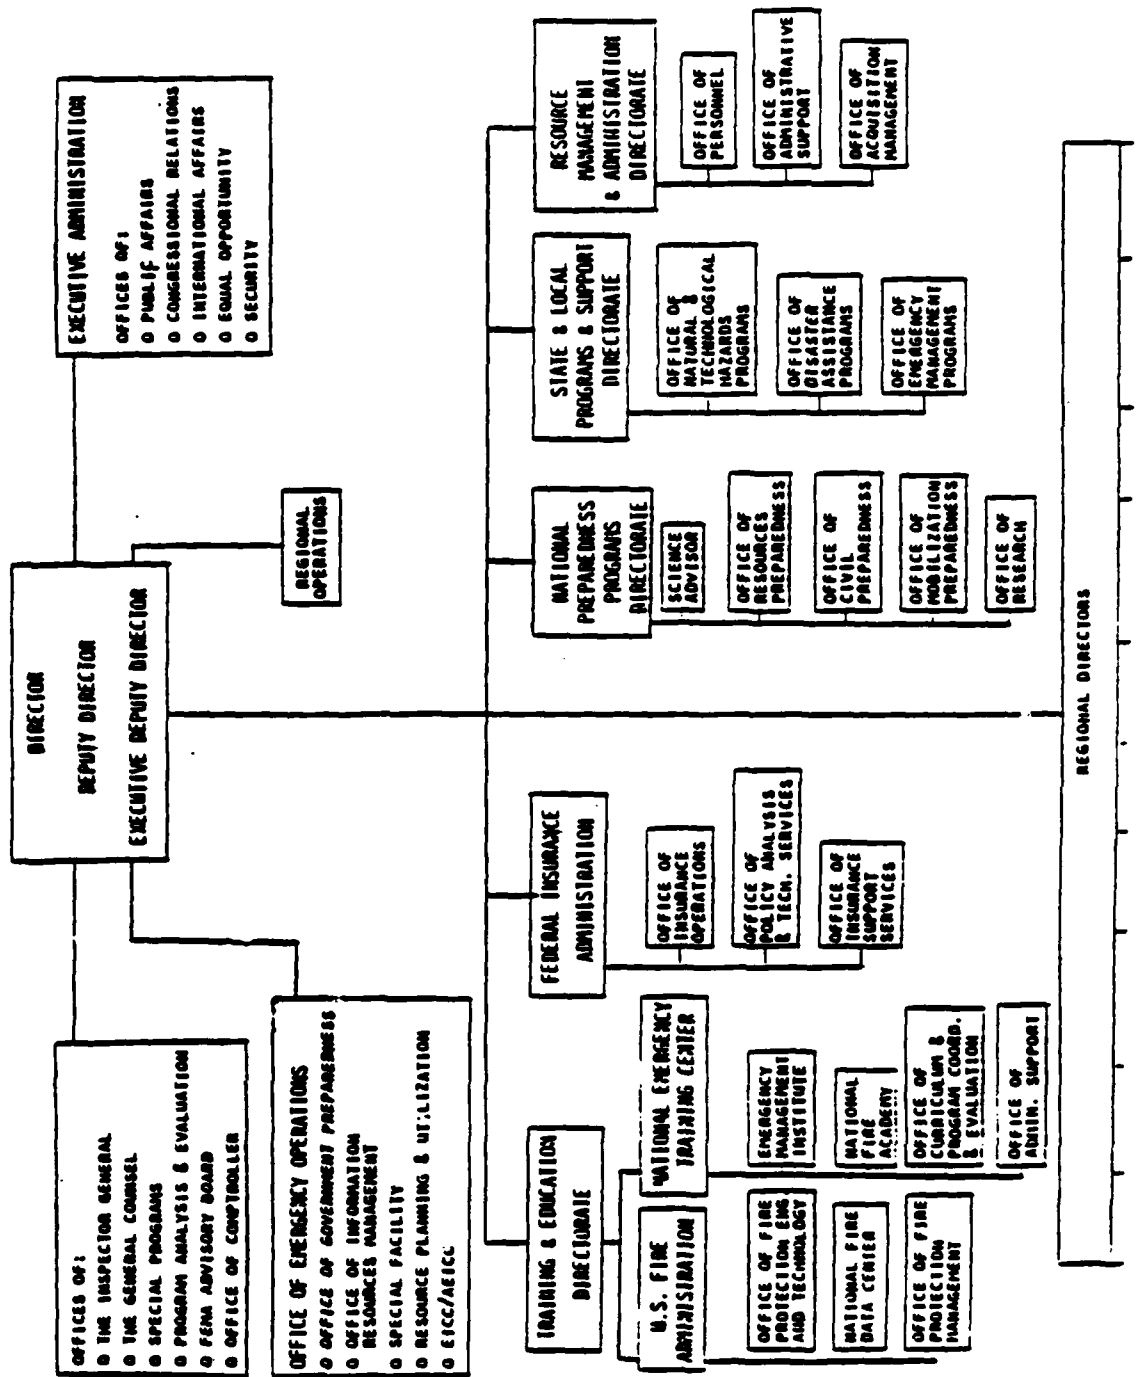 DIRECTOR
DEPUTY DIRECTOR
EXECUTIVE DEPUTY DIRECTOR
OFFICES OF:
O THE INSPECTOR GENERAL
O THE GENERAL COUNSEL
O SPECIAL PROGRAMS
O PROGRAM ANALYSIS & EVALUATION
O FEMA ADVISORY BOARD
O OFFICE OF COMPTROLLER
EXECUTIVE ADMINISTRATION
OFFICES OF:
O PUBLIC AFFAIRS
O CONGRESSIONAL RELATIONS
O INTERNATIONAL AFFAIRS
O EQUAL OPPORTUNITY
O SECURITY
OFFICE OF EMERGENCY OPERATIONS
O OFFICE OF GOVERNMENT PREPAREDNESS
O OFFICE OF INFORMATION
RESOURCES MANAGEMENT
O SPECIAL FACILITY
O RESOURCE PLANNING & UTILIZATION
O EICC/AEICC
REGIONAL
OPERATIONS
TRAINING & EDUCATION
DIRECTORATE
U.S. FIRE
ADMINISTRATION
OFFICE OF FIRE
PROTECTION ENG.
AND TECHNOLOGY
NATIONAL FIRE
DATA CENTER
OFFICE OF FIRE
PROTECTION
MANAGEMENT
NATIONAL EMERGENCY
TRAINING CENTER
EMERGENCY
MANAGEMENT
INSTITUTE
NATIONAL
FIRE
ACADEMY
OFFICE OF
CURRICULUM &
PROGRAM COORD.
& EVALUATION
OFFICE OF
ADMIN. SUPPORT
FEDERAL INSURANCE
ADMINISTRATION
OFFICE OF
INSURANCE
OPERATIONS
OFFICE OF
POLICY ANALYSIS
& TECH. SERVICES
OFFICE OF
INSURANCE
SUPPORT
SERVICES
NATIONAL
PREPAREDNESS
PROGRAMS
DIRECTORATE
SCIENCE
ADVISOR
OFFICE OF
RESOURCES
PREPAREDNESS
OFFICE OF
CIVIL
PREPAREDNESS
OFFICE OF
MOBILIZATION
PREPAREDNESS
OFFICE OF
RESEARCH
STATE & LOCAL
PROGRAMS & SUPPORT
DIRECTORATE
OFFICE OF
NATURAL &
TECHNOLOGICAL
HAZARDS
PROGRAMS
OFFICE OF
DISASTER
ASSISTANCE
PROGRAMS
OFFICE OF
EMERGENCY
MANAGEMENT
PROGRAMS
RESOURCE
MANAGEMENT
& ADMINISTRATION
DIRECTORATE
OFFICE OF
PERSONNEL
OFFICE OF
ADMINISTRATIVE
SUPPORT
OFFICE OF
ACQUISITION
MANAGEMENT
REGIONAL DIRECTORS